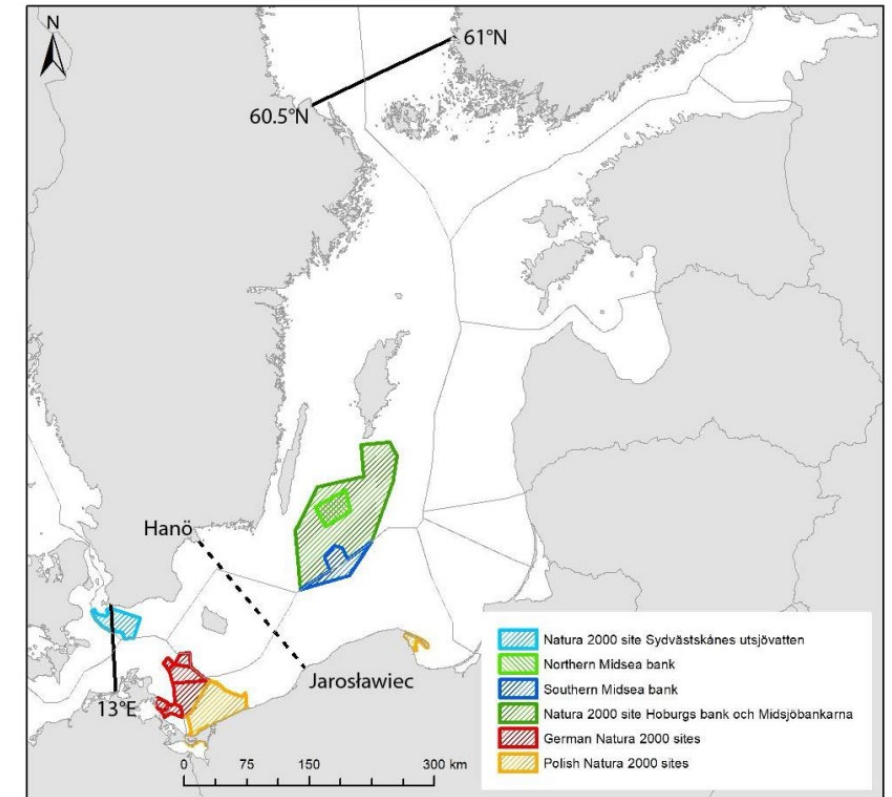 N
61°N
60.5°N
Hanö
Jarosławiec
13°E
0 75 150 300 km
Natura 2000 site Sydvästskånes utsjövatten
Northern Midsea bank
Southern Midsea bank
Natura 2000 site Hoburgs bank och Midsjöbankarna
German Natura 2000 sites
Polish Natura 2000 sites